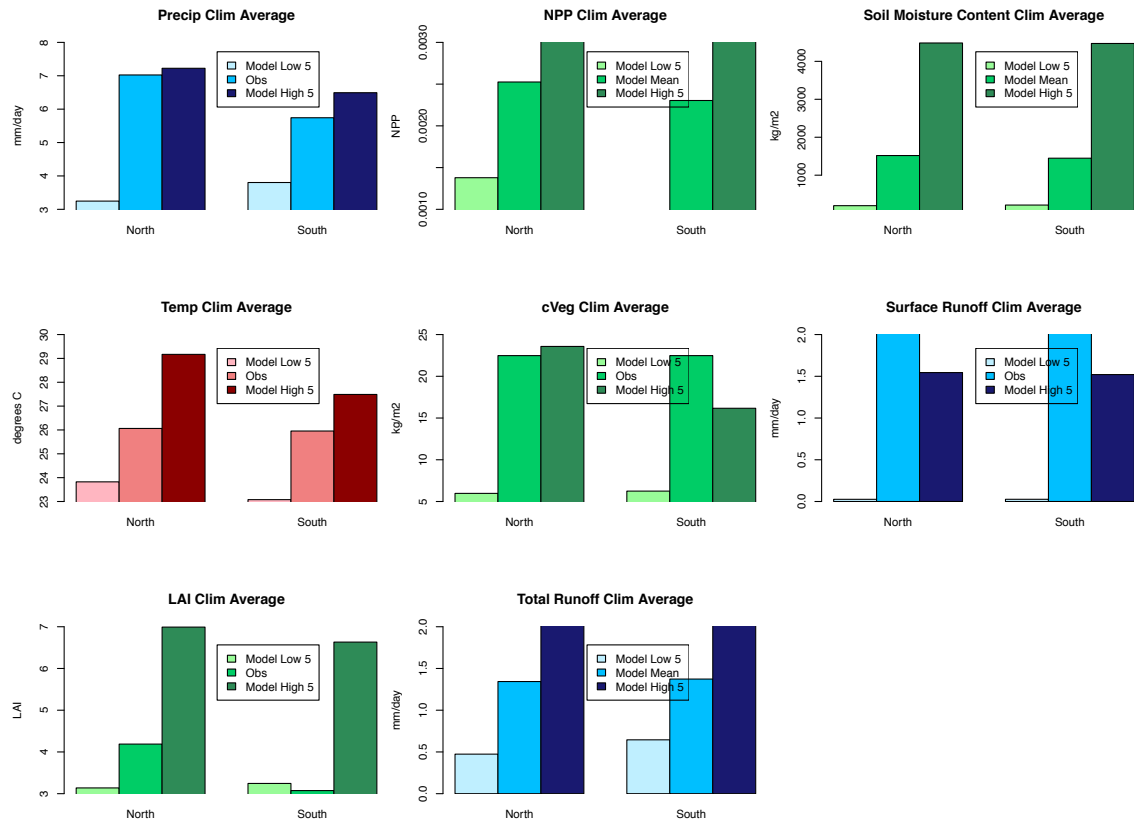 Precip Clim Average
mm/day
8
7
6
5
4
3
Model Low 5
Obs
Model High 5
North
South
NPP Clim Average
NPP
0.0030
0.0020
0.0010
Model Low 5
Model Mean
Model High 5
North
South
Soil Moisture Content Clim Average
kg/m2
4000
3000
2000
1000
Model Low 5
Model Mean
Model High 5
North
South
Temp Clim Average
degrees C
30
29
28
27
26
25
24
23
Model Low 5
Obs
Model High 5
North
South
cVeg Clim Average
kg/m2
25
20
15
10
5
Model Low 5
Obs
Model High 5
North
South
Surface Runoff Clim Average
mm/day
2.0
1.5
1.0
0.5
0.0
Model Low 5
Obs
Model High 5
North
South
LAI Clim Average
LAI
7
6
5
4
3
Model Low 5
Obs
Model High 5
North
South
Total Runoff Clim Average
mm/day
2.0
1.5
1.0
0.5
0.0
Model Low 5
Model Mean
Model High 5
North
South